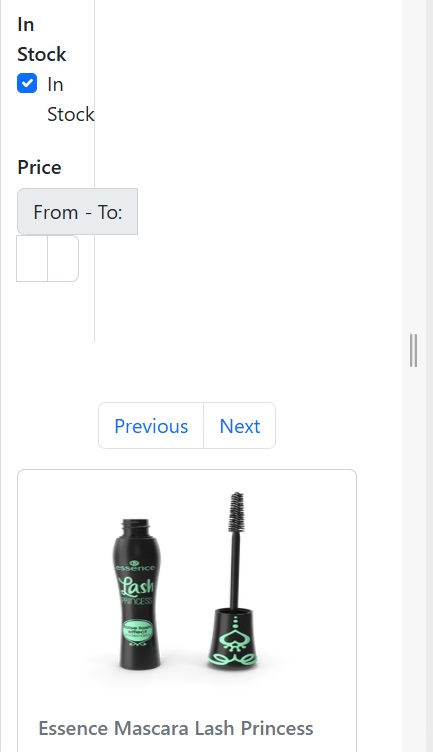 In
Stock
In
Stock
Price
From - To:
Previous
Next
essence
Lash
PRINCESS
Essence Mascara Lash Princess